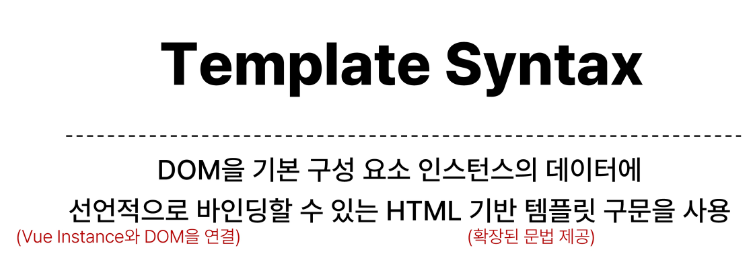 Template Syntax
DOM을 기본 구성 요소 인스턴스의 데이터에
선언적으로 바인딩할 수 있는 HTML 기반 템플릿 구문을 사용
(Vue Instance와 DOM을 연결) (확장된 문법 제공)